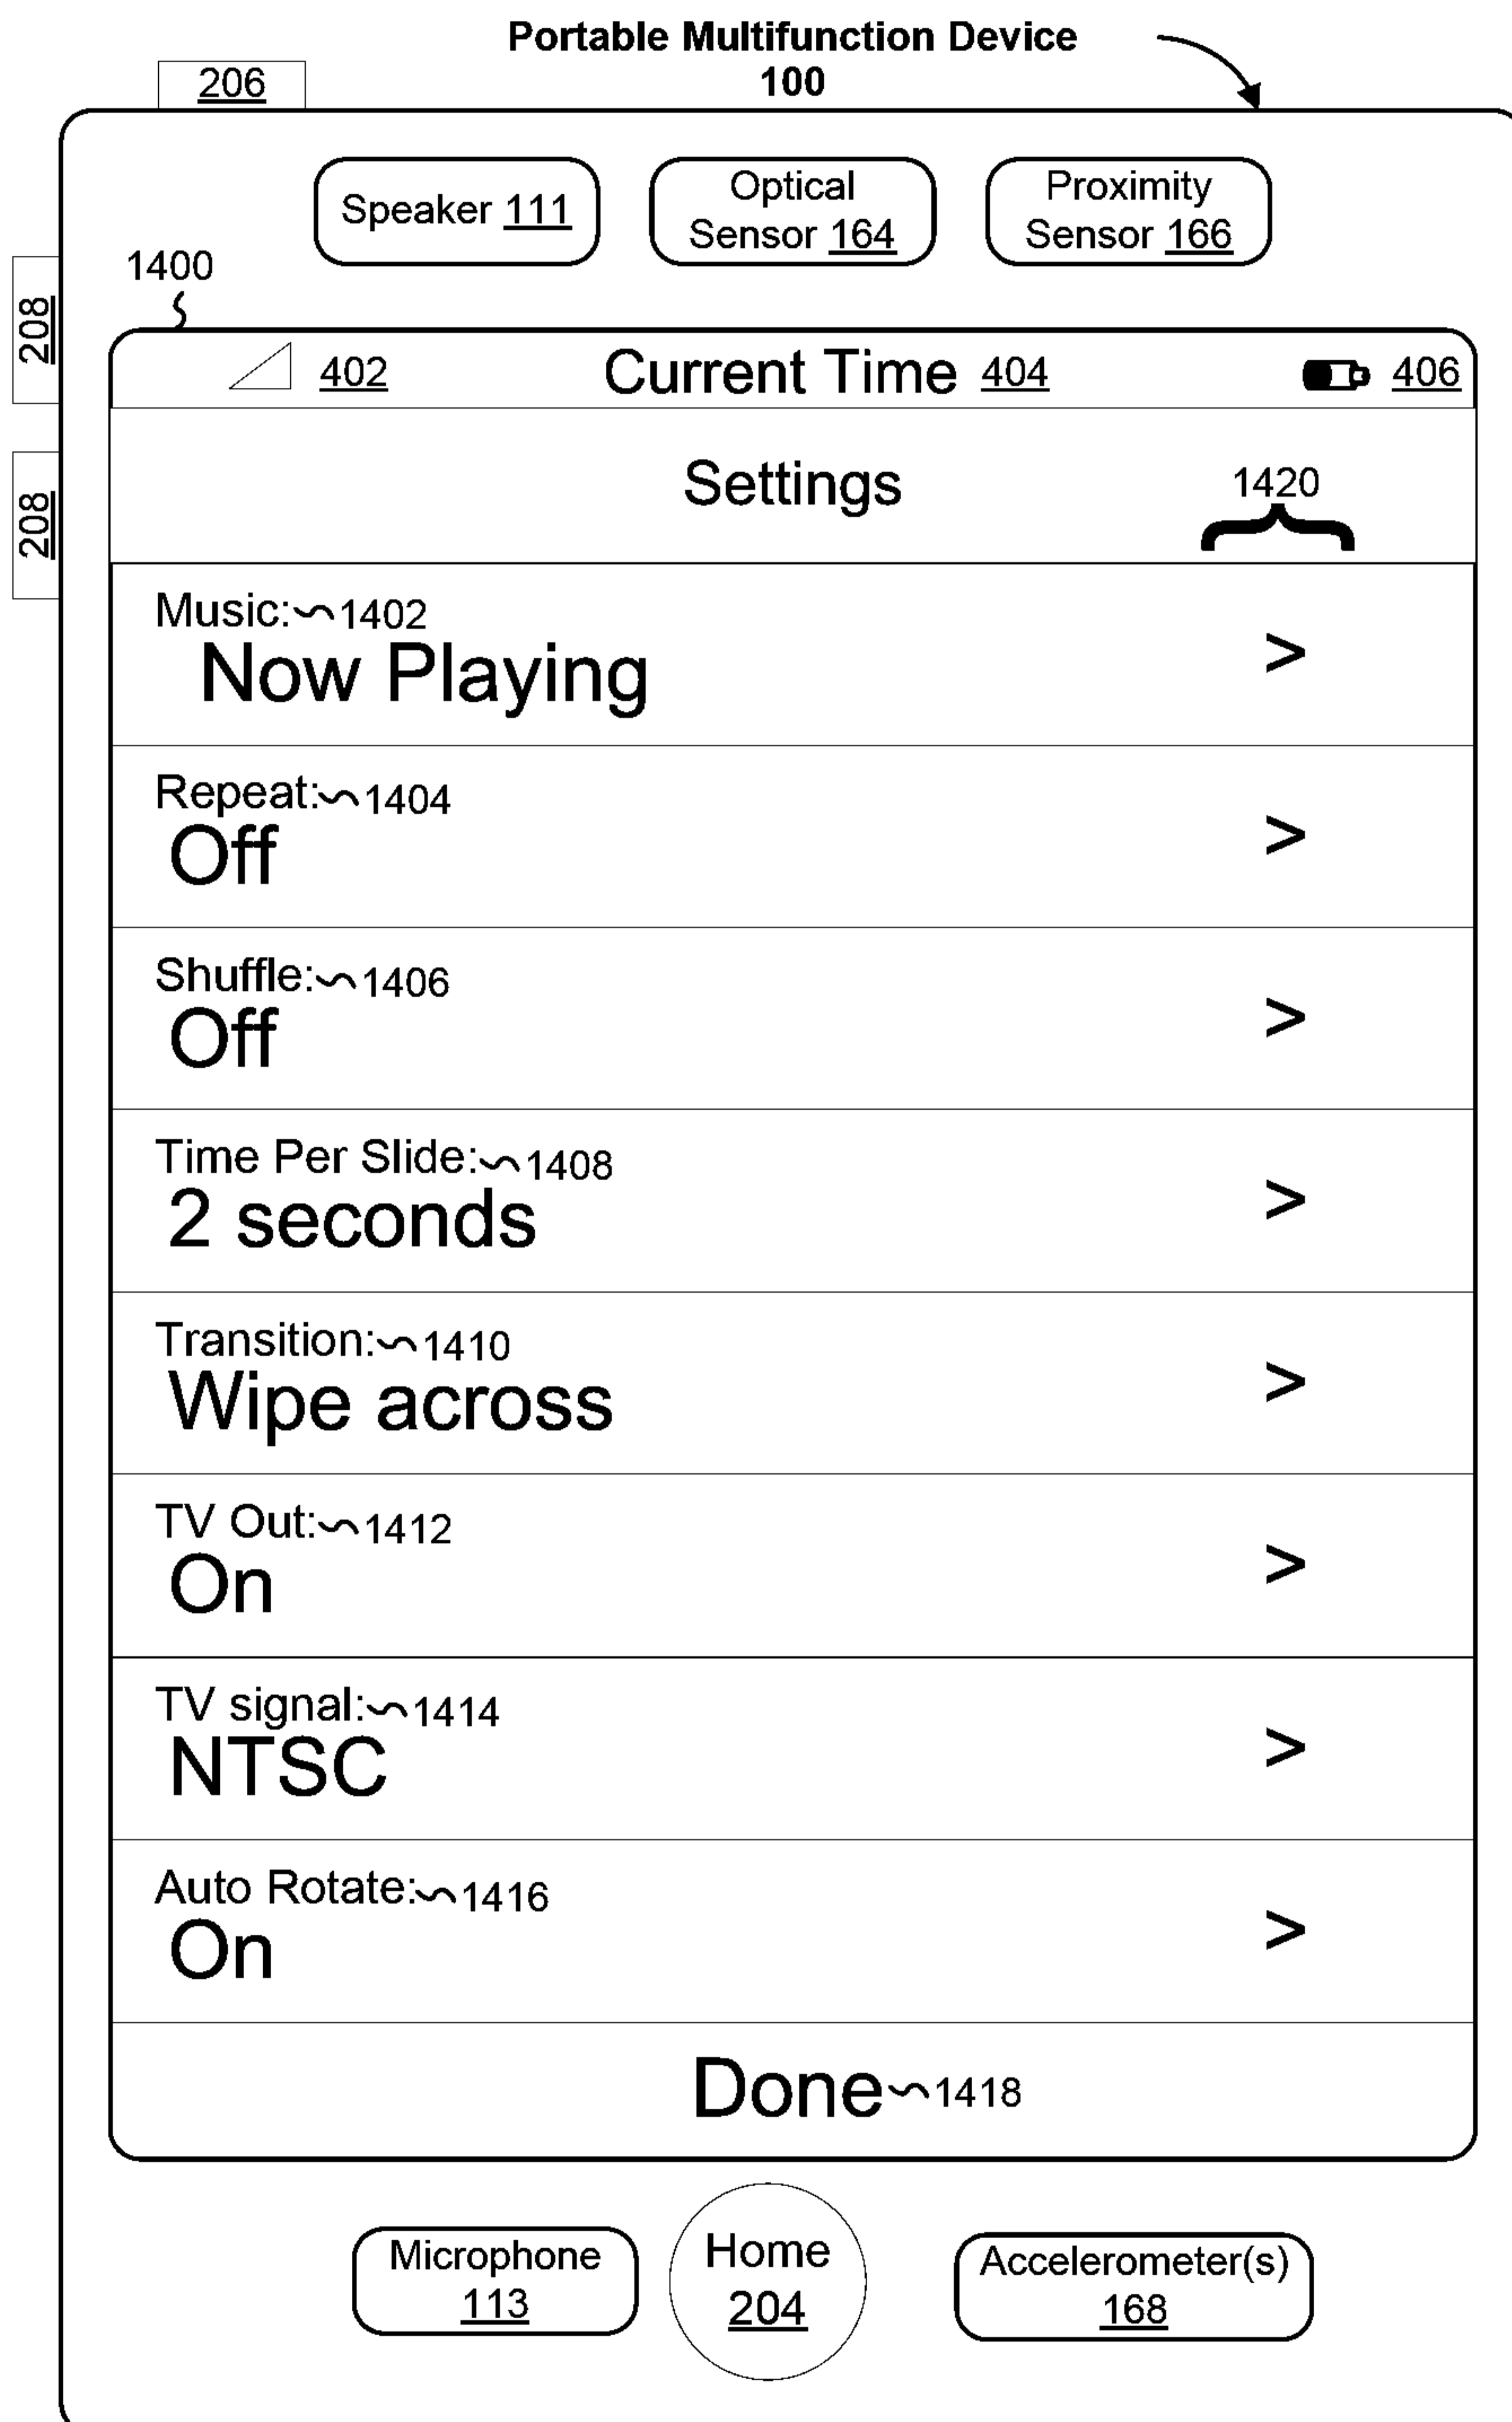 Portable Multifunction Device
100
206
Speaker 111
Optical
Sensor 164
Proximity
Sensor 166
1400
208
208
402
Current Time 404
406
Settings
1420
Music: 1402
Now Playing
>
Repeat: 1404
Off
>
Shuffle: 1406
Off
>
Time Per Slide: 1408
2 seconds
>
Transition: 1410
Wipe across
>
TV Out: 1412
On
>
TV signal: 1414
NTSC
>
Auto Rotate: 1416
On
>
Done 1418
Microphone
113
Home
204
Accelerometer(s)
168